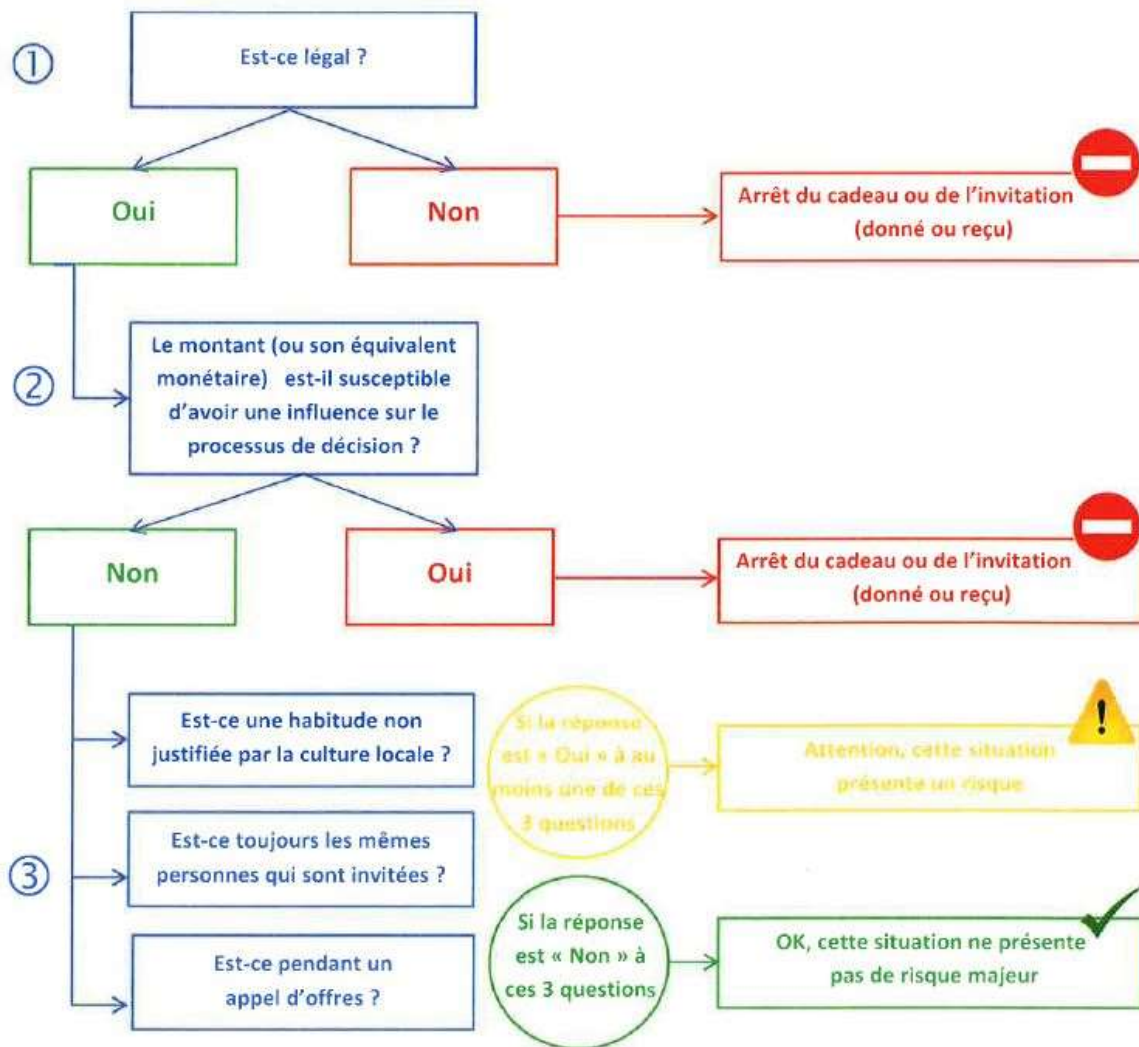 ①
Est-ce légal ?
Oui
Non
Arrêt du cadeau ou de l'invitation
(donné ou reçu)
②
Le montant (ou son équivalent
monétaire) est-il susceptible
d'avoir une influence sur le
processus de décision ?
Non
Oui
Arrêt du cadeau ou de l'invitation
(donné ou reçu)
③
Est-ce une habitude non
justifiée par la culture locale ?
Si la réponse
est « Oui » à au
moins une de ces
3 questions
Attention, cette situation
présente un risque
Est-ce toujours les mêmes
personnes qui sont invitées ?
Est-ce pendant un
appel d'offres ?
Si la réponse
est « Non » à
ces 3 questions
OK, cette situation ne présente
pas de risque majeur